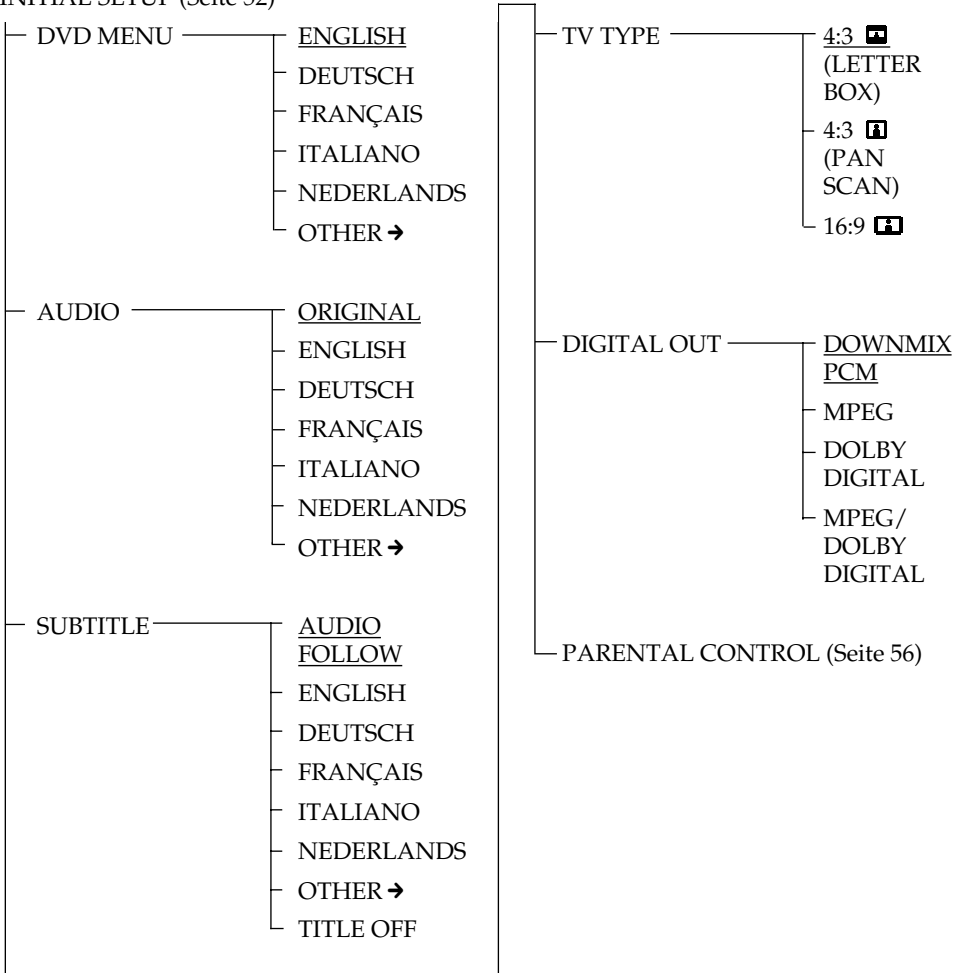 INITIAL SETUP (Seite 52)
DVD MENU
ENGLISH
DEUTSCH
FRANÇAIS
ITALIANO
NEDERLANDS
OTHER →
AUDIO
ORIGINAL
ENGLISH
DEUTSCH
FRANÇAIS
ITALIANO
NEDERLANDS
OTHER →
SUBTITLE
AUDIO
FOLLOW
ENGLISH
DEUTSCH
FRANÇAIS
ITALIANO
NEDERLANDS
OTHER →
TITLE OFF
TV TYPE
4:3
(LETTER
BOX)
4:3
(PAN
SCAN)
16:9
DIGITAL OUT
DOWNMIX
PCM
MPEG
DOLBY
DIGITAL
MPEG/
DOLBY
DIGITAL
PARENTAL CONTROL (Seite 56)